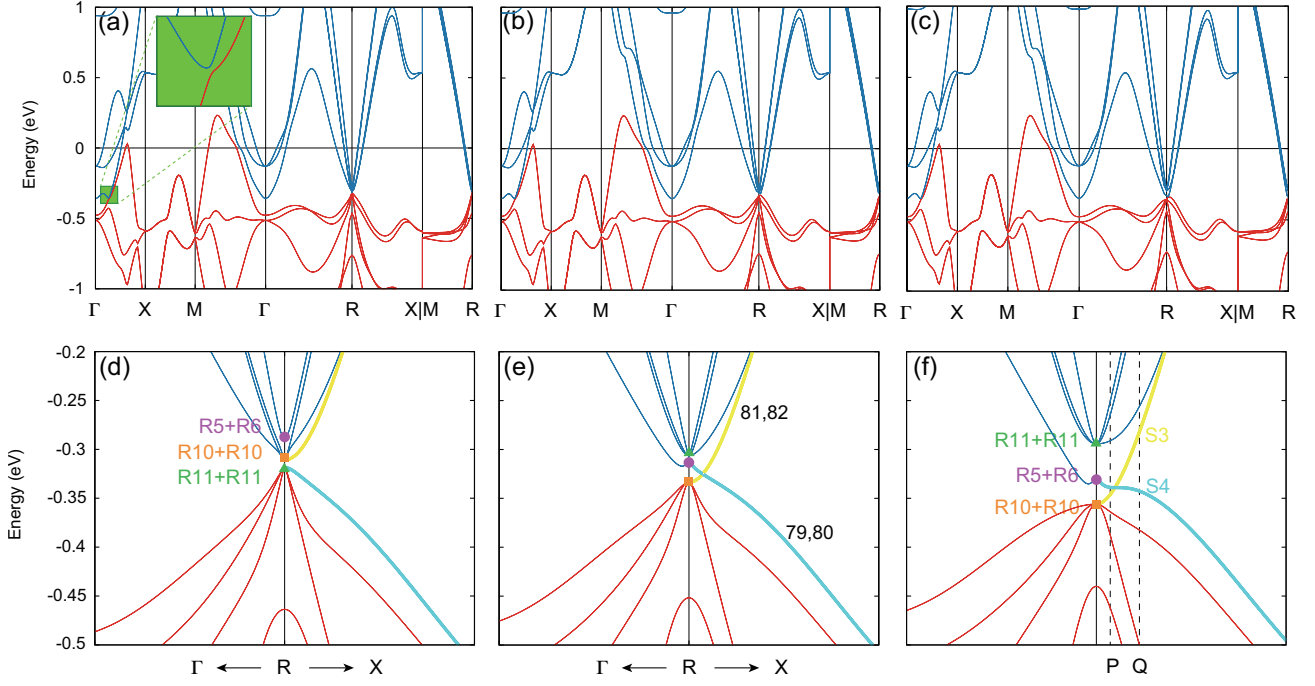 (a)
(b)
(c)
Energy (eV)
1
0.5
0
-0.5
-1
Γ X M Γ R X|M R
Γ X M Γ R X|M R
Γ X M Γ R X|M R
(d)
(e)
(f)
Energy (eV)
-0.2
-0.25
-0.3
-0.35
-0.4
-0.45
-0.5
R5+R6
R10+R10
R11+R11
81,82
79,80
R11+R11
R5+R6
R10+R10
S3
S4
Γ ← R → X
Γ ← R → X
P Q